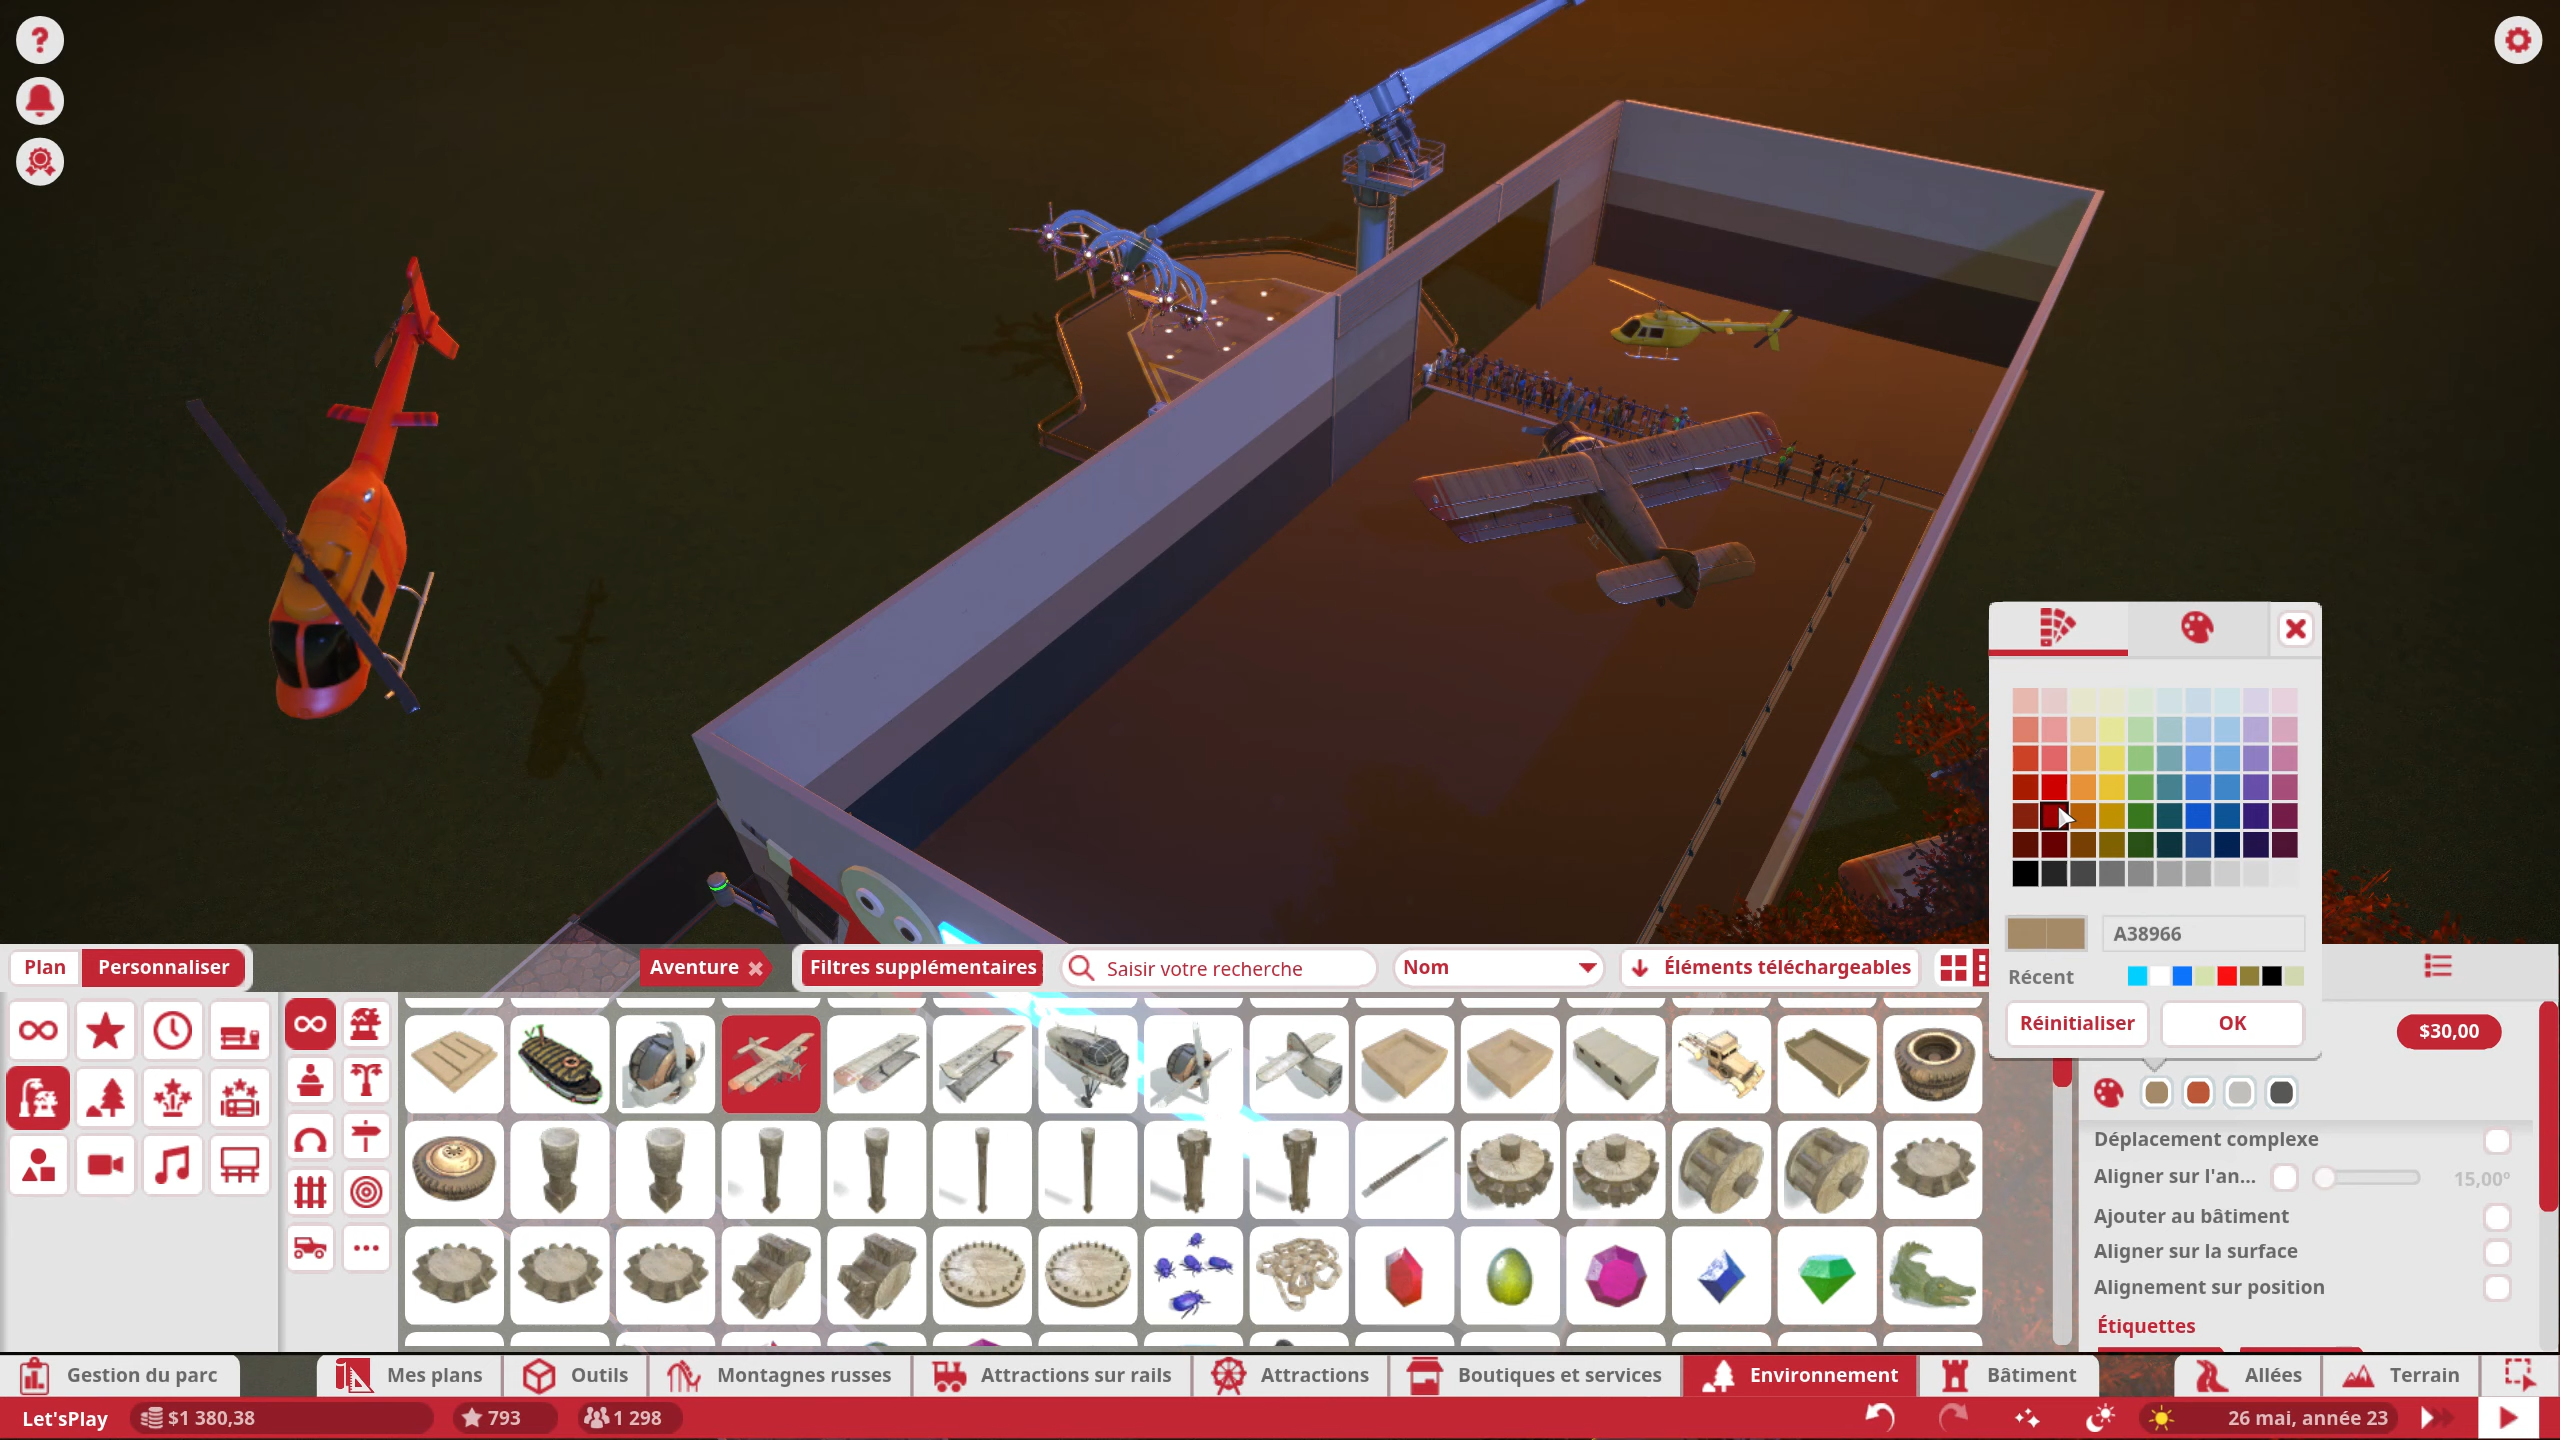 Plan
Personnaliser
Aventure
Filtres supplémentaires
Saisir votre recherche
Nom
Éléments téléchargeables
A38966
Récent
Réinitialiser
OK
$30,00
Déplacement complexe
Aligner sur l'an...
15,00°
Ajouter au bâtiment
Aligner sur la surface
Alignement sur position
Étiquettes
Gestion du parc
Mes plans
Outils
Montagnes russes
Attractions sur rails
Attractions
Boutiques et services
Environnement
Bâtiment
Allées
Terrain
Let'sPlay
$1 380,38
793
1 298
26 mai, année 23